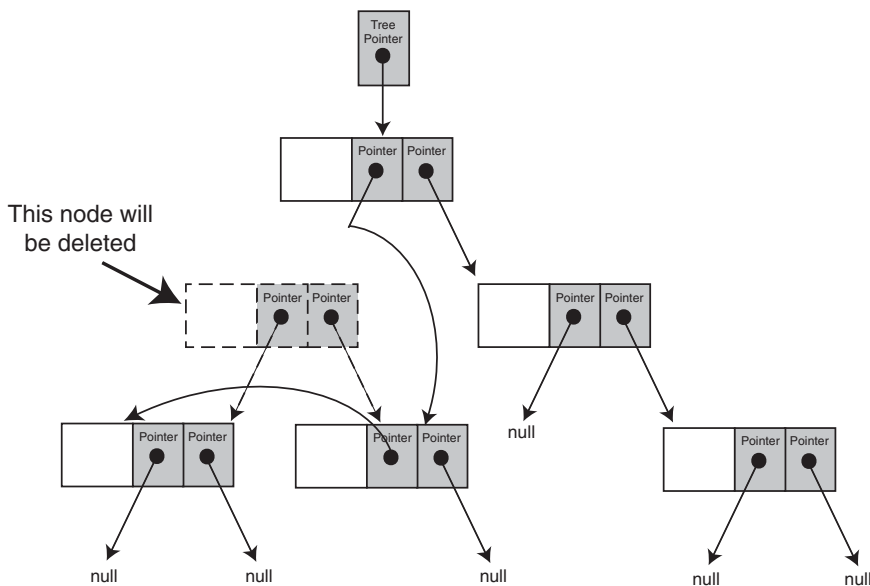 Tree
Pointer
Pointer Pointer
This node will
be deleted
Pointer Pointer
Pointer Pointer
Pointer Pointer
Pointer Pointer
null
Pointer Pointer
null null null null null